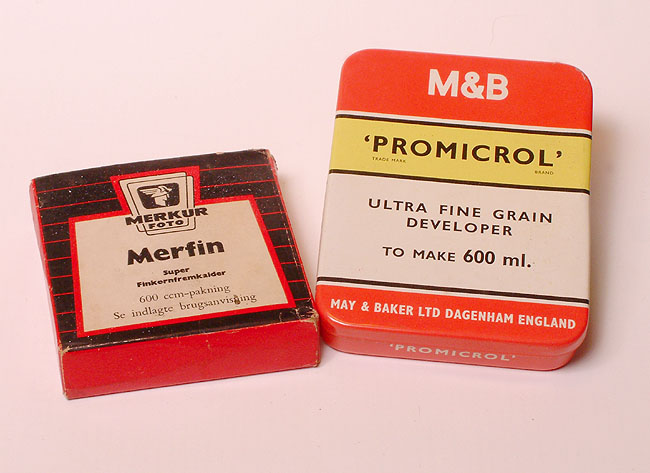 MERKUR
FOTO
Merfin
Super
Finkornfremkalder
600 ccm-pakning
Se indlagte brugsanvisning
M&B
'PROMICROL'
TRADE MARK BRAND
ULTRA FINE GRAIN
DEVELOPER
TO MAKE 600 ml.
MAY & BAKER LTD DAGENHAM ENGLAND
'PROMICROL'